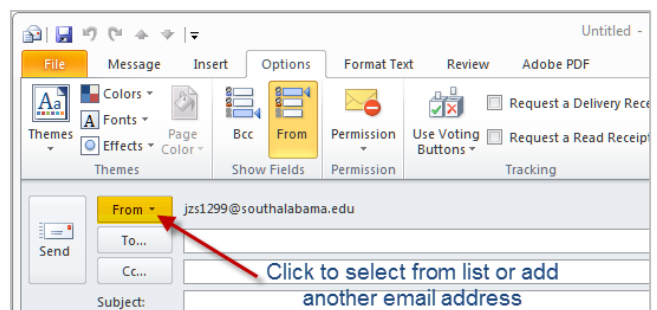 Untitled -
File Message Insert Options Format Text Review Adobe PDF
Aa Colors
A Fonts
Effects
Themes
Page
Color
Bcc From Permission
Use Voting
Buttons
Request a Delivery Rece
Request a Read Receipt
Themes Show Fields Permission Tracking
From jzs1299@southalabama.edu
Send
To...
Cc...
Subject:
Click to select from list or add
another email address